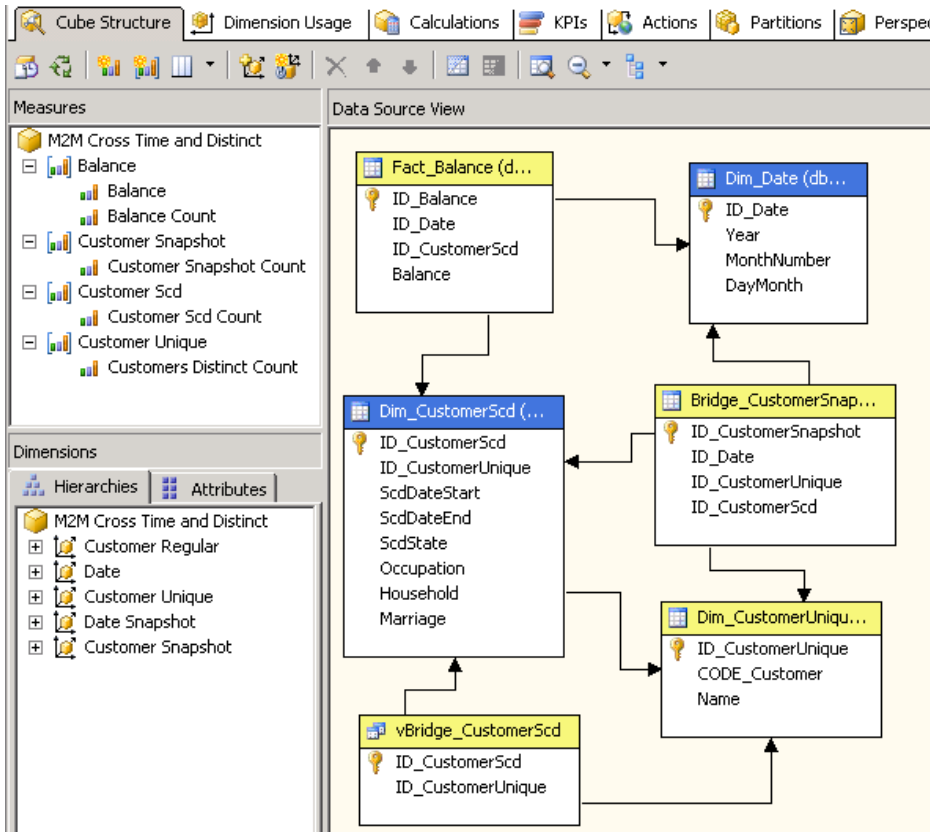 Cube Structure
Dimension Usage
Calculations
KPIs
Actions
Partitions
Perspec
Measures
M2M Cross Time and Distinct
Balance
Balance
Balance Count
Customer Snapshot
Customer Snapshot Count
Customer Scd
Customer Scd Count
Customer Unique
Customers Distinct Count
Dimensions
Hierarchies
Attributes
M2M Cross Time and Distinct
Customer Regular
Date
Customer Unique
Date Snapshot
Customer Snapshot
Data Source View
Fact_Balance (d...
ID_Balance
ID_Date
ID_CustomerScd
Balance
Dim_Date (db...
ID_Date
Year
MonthNumber
DayMonth
Dim_CustomerScd (...
ID_CustomerScd
ID_CustomerUnique
ScdDateStart
ScdDateEnd
ScdState
Occupation
Household
Marriage
Bridge_CustomerSnap...
ID_CustomerSnapshot
ID_Date
ID_CustomerUnique
ID_CustomerScd
Dim_CustomerUniqu...
ID_CustomerUnique
CODE_Customer
Name
vBridge_CustomerScd
ID_CustomerScd
ID_CustomerUnique